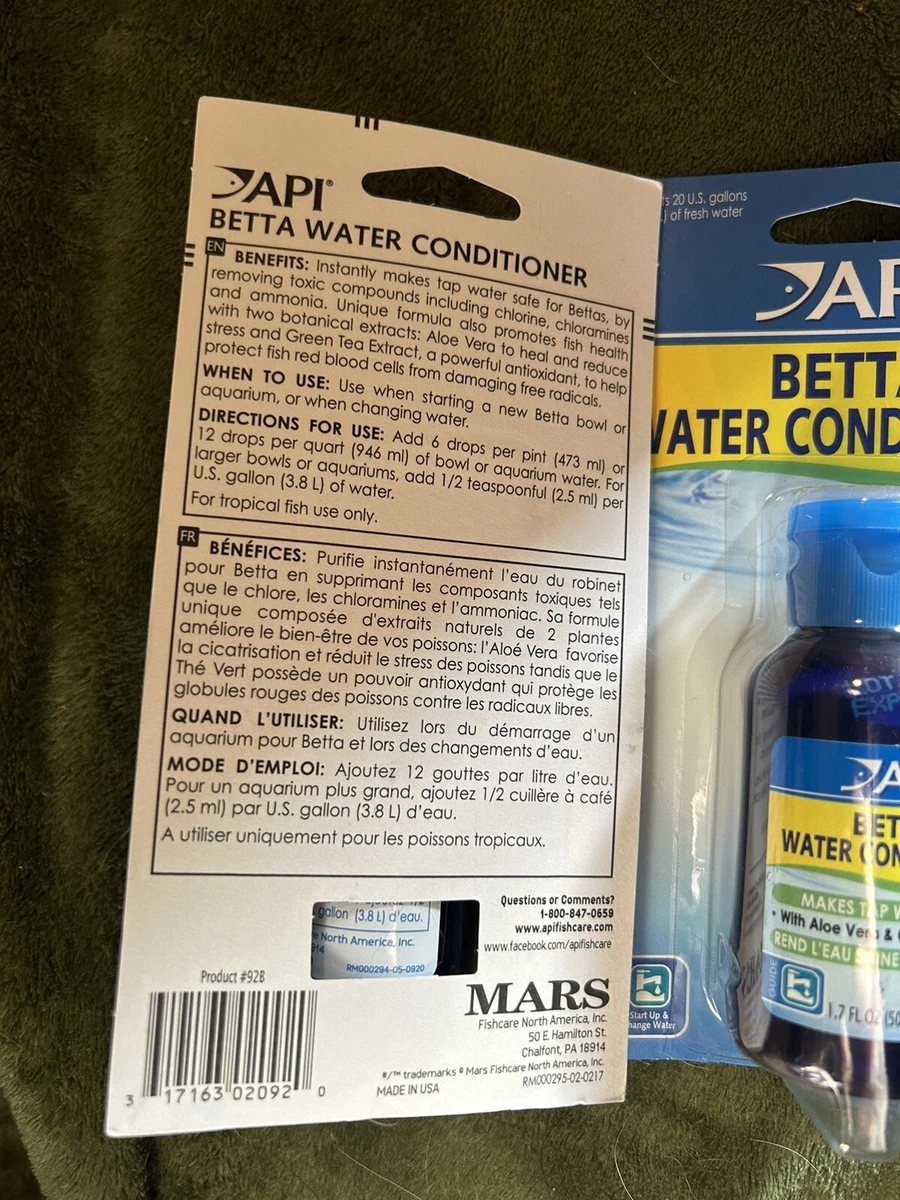 API®
BETTA WATER CONDITIONER
EN
BENEFITS: Instantly makes tap water safe for Bettas, by
removing toxic compounds including chlorine, chloramines
and ammonia. Unique formula also promotes fish health
with two botanical extracts: Aloe Vera to heal and reduce
stress and Green Tea Extract, a powerful antioxidant, to help
protect fish red blood cells from damaging free radicals.
WHEN TO USE: Use when starting a new Betta bowl or
aquarium, or when changing water.
DIRECTIONS FOR USE: Add 6 drops per pint (473 ml) or
12 drops per quart (946 ml) of bowl or aquarium water. For
larger bowls or aquariums, add 1/2 teaspoonful (2.5 ml) per
U.S. gallon (3.8 L) of water.
For tropical fish use only.
FR
BÉNÉFICES: Purifie instantanément l'eau du robinet
pour Betta en supprimant les composants toxiques tels
que le chlore, les chloramines et l'ammoniac. Sa formule
unique composée d'extraits naturels de 2 plantes
améliore le bien-être de vos poissons: l'Aloé Vera favorise
la cicatrisation et réduit le stress des poissons tandis que le
Thé Vert possède un pouvoir antioxydant qui protège les
globules rouges des poissons contre les radicaux libres.
QUAND L'UTILISER: Utilisez lors du démarrage d'un
aquarium pour Betta et lors des changements d'eau.
MODE D'EMPLOI: Ajoutez 12 gouttes par litre d'eau.
Pour un aquarium plus grand, ajoutez 1/2 cuillère à café
(2.5 ml) par U.S. gallon (3.8 L) d'eau.
A utiliser uniquement pour les poissons tropicaux.
gallon (3.8 L) d'eau.
e North America, Inc.
914
RM000294-05-0920
Questions or Comments?
1-800-847-0659
www.apifishcare.com
www.facebook.com/apifishcare
Product #92B
3 17163 02092 0
MARS
Fishcare North America, Inc.
50 E Hamilton St.
Chalfont, PA 18914
®/™ trademarks © Mars Fishcare North America, Inc.
MADE IN USA
RM000295-02-0217
ts 20 U.S. gallons
) of fresh water
AP
BETTA
WATER COND
OT
EXP
A
BET
WATER CON
MAKES TAP W
• With Aloe Vera &
REND L'EAU
GUIDE
1.7 FL OZ (50
Start Up &
hange Water